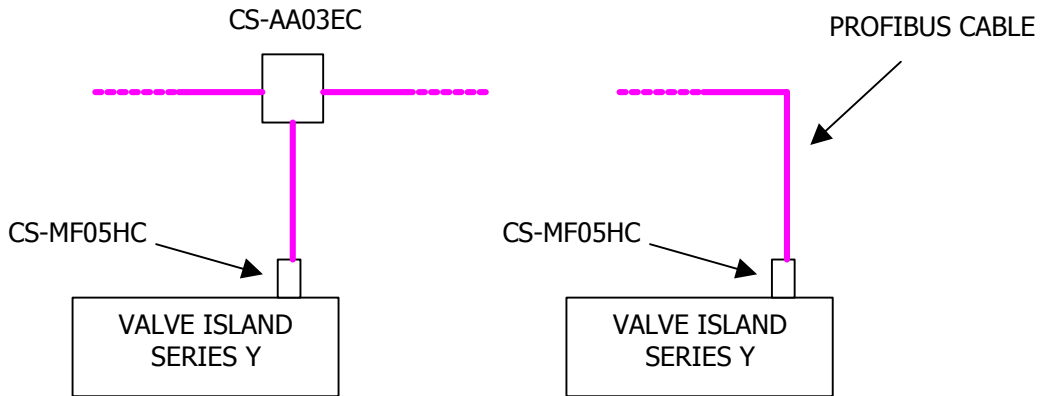 CS-AA03EC
PROFIBUS CABLE
CS-MF05HC
CS-MF05HC
VALVE ISLAND
SERIES Y
VALVE ISLAND
SERIES Y